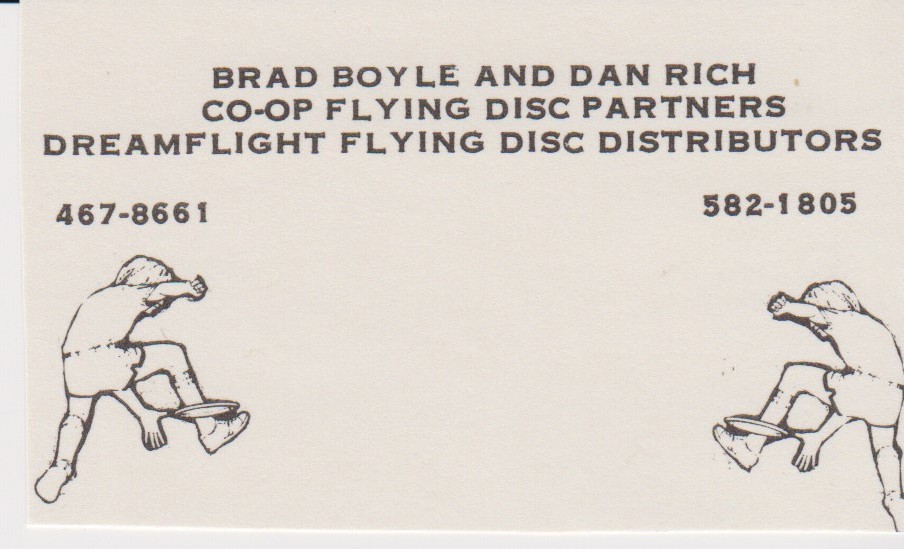 BRAD BOYLE AND DAN RICH
CO-OP FLYING DISC PARTNERS
DREAMFLIGHT FLYING DISC DISTRIBUTORS
467-8661 582-1805